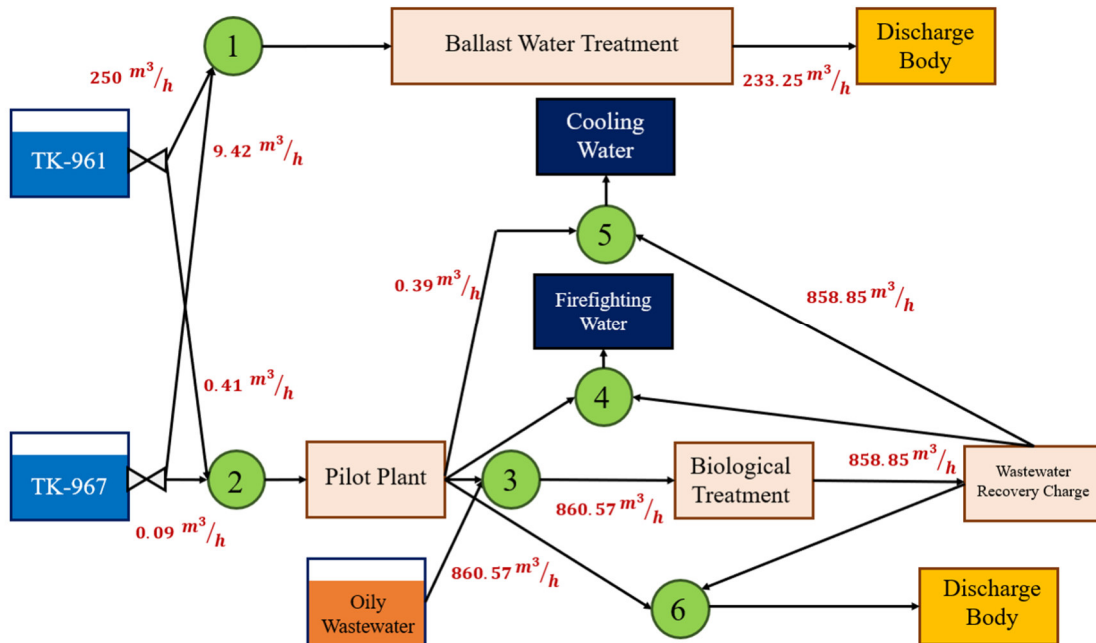 1
Ballast Water Treatment
Discharge
Body
250 m³/h
233.25 m³/h
TK-961
9.42 m³/h
Cooling
Water
5
0.39 m³/h
858.85 m³/h
Firefighting
Water
0.41 m³/h
4
TK-967
2
Pilot Plant
3
Biological
Treatment
858.85 m³/h
Wastewater
Recovery Charge
0.09 m³/h
860.57 m³/h
860.57 m³/h
Oily
Wastewater
6
Discharge
Body